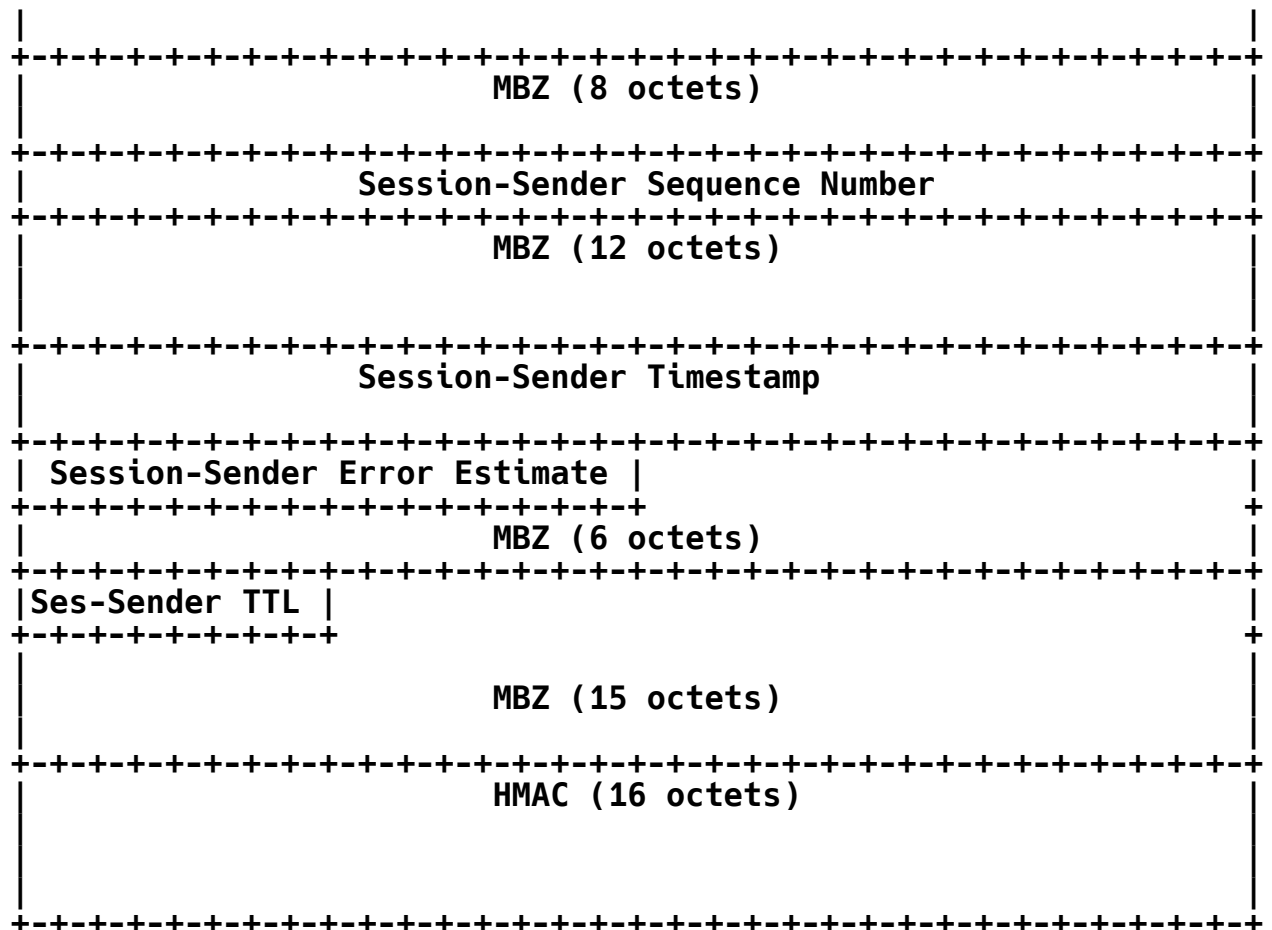 |                                                               |
+-+-+-+-+-+-+-+-+-+-+-+-+-+-+-+-+-+-+-+-+-+-+-+-+-+-+-+-+-+-+-+-+
|                        MBZ (8 octets)                         |
|                                                               |
+-+-+-+-+-+-+-+-+-+-+-+-+-+-+-+-+-+-+-+-+-+-+-+-+-+-+-+-+-+-+-+-+
|                 Session-Sender Sequence Number                |
+-+-+-+-+-+-+-+-+-+-+-+-+-+-+-+-+-+-+-+-+-+-+-+-+-+-+-+-+-+-+-+-+
|                        MBZ (12 octets)                        |
|                                                               |
|                                                               |
+-+-+-+-+-+-+-+-+-+-+-+-+-+-+-+-+-+-+-+-+-+-+-+-+-+-+-+-+-+-+-+-+
|                 Session-Sender Timestamp                      |
|                                                               |
+-+-+-+-+-+-+-+-+-+-+-+-+-+-+-+-+-+-+-+-+-+-+-+-+-+-+-+-+-+-+-+-+
| Session-Sender Error Estimate |                               |
+-+-+-+-+-+-+-+-+-+-+-+-+-+-+-+-+                               +
|                        MBZ (6 octets)                         |
+-+-+-+-+-+-+-+-+-+-+-+-+-+-+-+-+-+-+-+-+-+-+-+-+-+-+-+-+-+-+-+-+
|Ses-Sender TTL |                                               |
+-+-+-+-+-+-+-+-+                                               +
|                                                               |
|                        MBZ (15 octets)                        |
|                                                               |
+-+-+-+-+-+-+-+-+-+-+-+-+-+-+-+-+-+-+-+-+-+-+-+-+-+-+-+-+-+-+-+-+
|                        HMAC (16 octets)                       |
|                                                               |
|                                                               |
|                                                               |
+-+-+-+-+-+-+-+-+-+-+-+-+-+-+-+-+-+-+-+-+-+-+-+-+-+-+-+-+-+-+-+-+